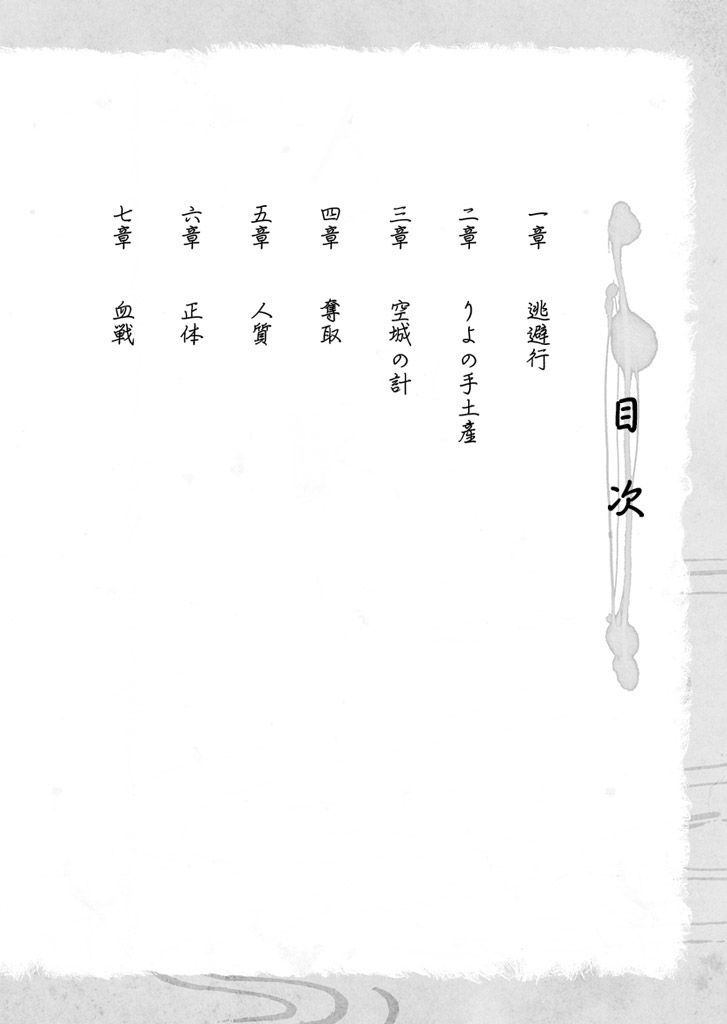 目次
一章 逃避行
二章 りよの手土産
三章 空城の計
四章 奪取
五章 人質
六章 正体
七章 血戦